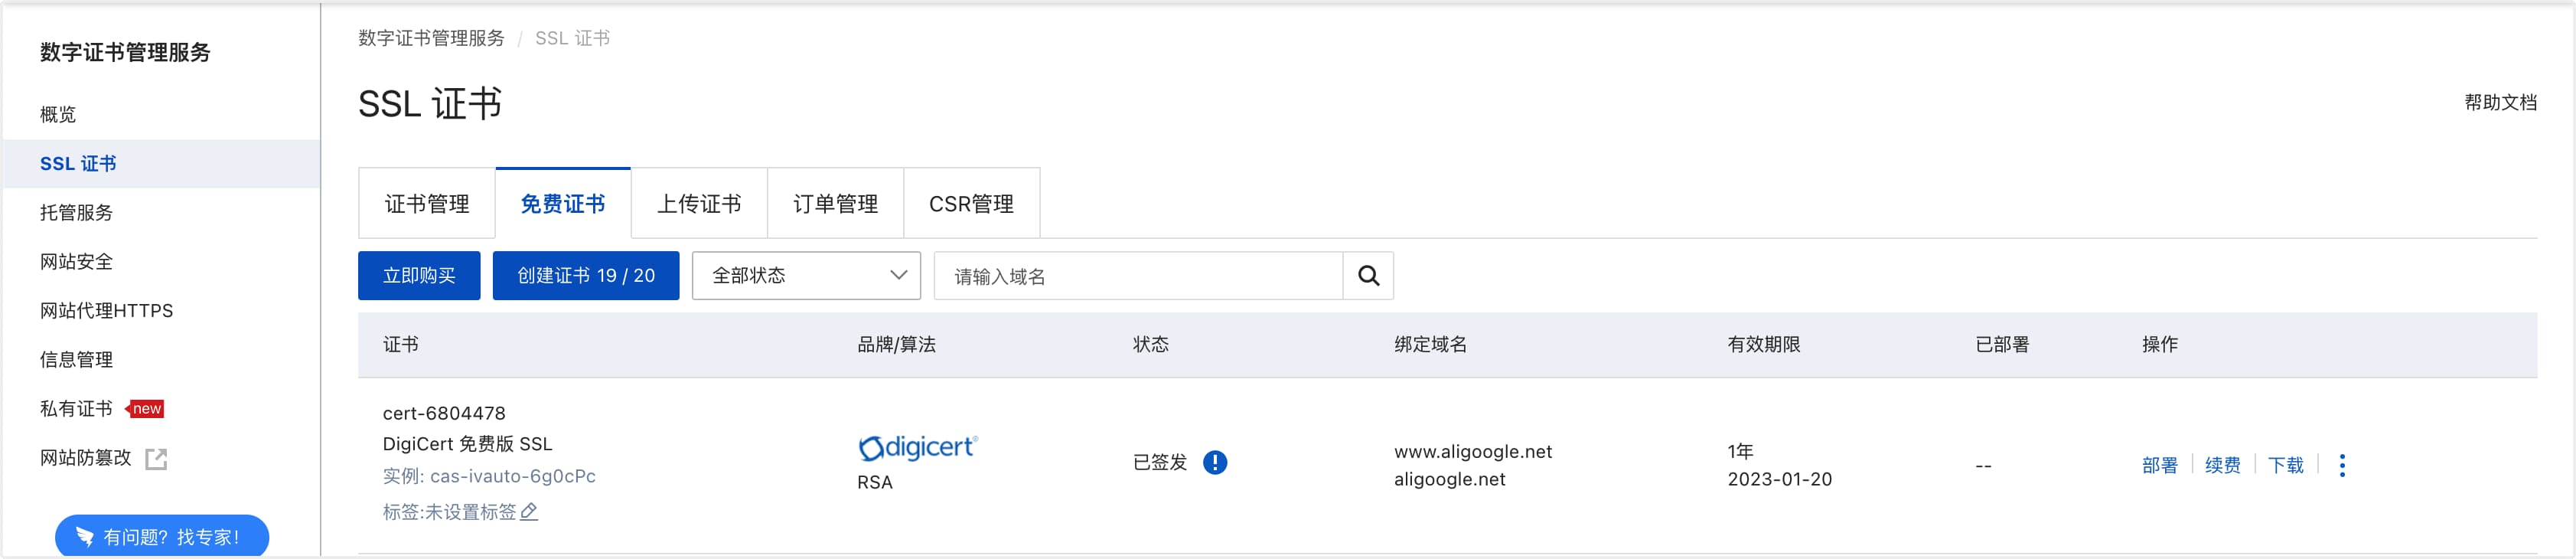 数字证书管理服务
概览
SSL 证书
托管服务
网站安全
网站代理HTTPS
信息管理
私有证书 new
网站防篡改
有问题? 找专家!
数字证书管理服务 / SSL 证书
SSL 证书
帮助文档
证书管理 免费证书 上传证书 订单管理 CSR管理
立即购买 创建证书 19 / 20 全部状态 请输入域名
证书 品牌/算法 状态 绑定域名 有效期限 已部署 操作
cert-6804478
DigiCert 免费版 SSL
实例: cas-ivauto-6g0cPc
标签:未设置标签
digicert®
RSA
已签发
www.aligoogle.net
aligoogle.net
1年
2023-01-20
--
部署 续费 下载